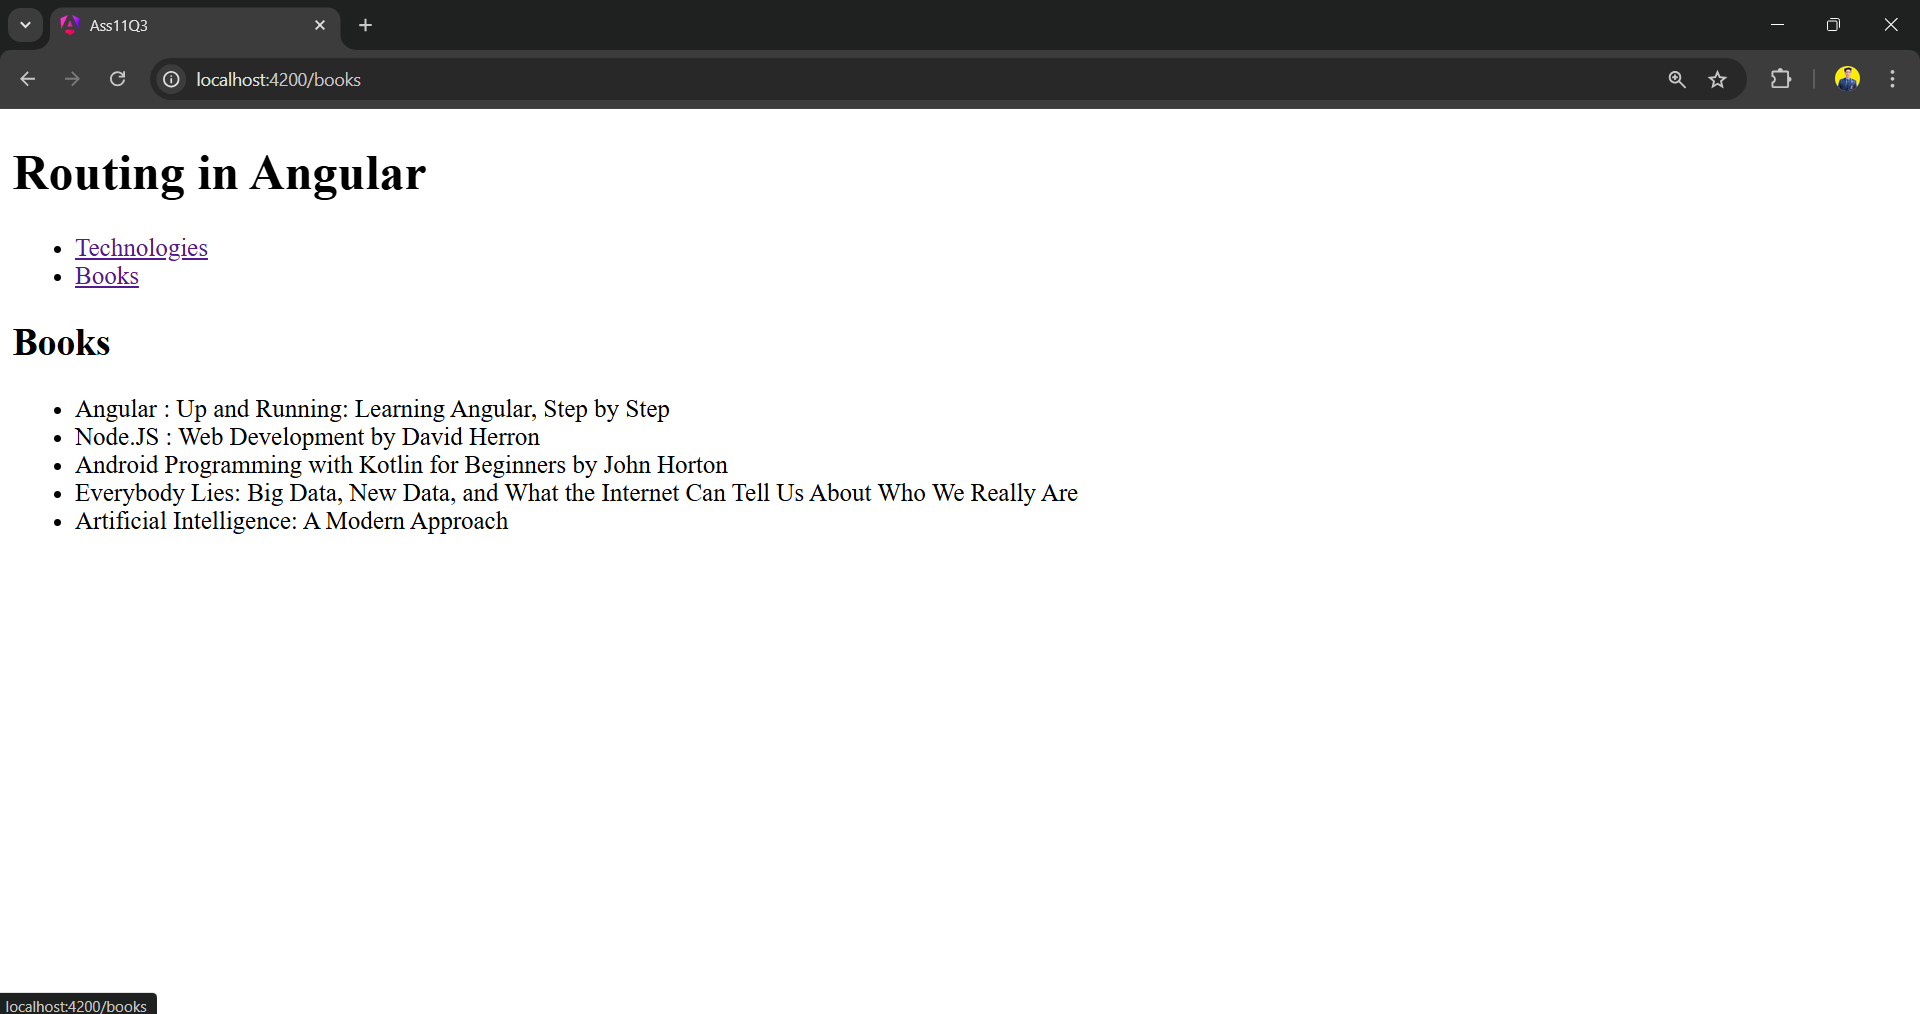 Ass11Q3
localhost:4200/books
Routing in Angular
Technologies
Books
Books
Angular : Up and Running: Learning Angular, Step by Step
Node.JS : Web Development by David Herron
Android Programming with Kotlin for Beginners by John Horton
Everybody Lies: Big Data, New Data, and What the Internet Can Tell Us About Who We Really Are
Artificial Intelligence: A Modern Approach
localhost:4200/books